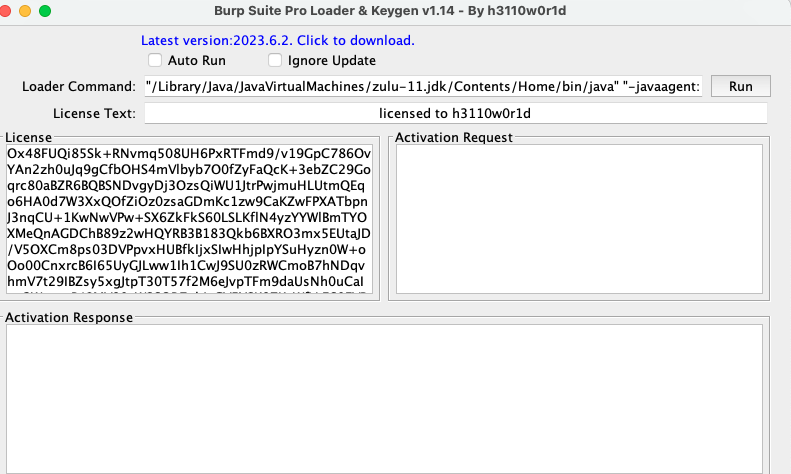 Burp Suite Pro Loader & Keygen v1.14 - By h3110w0r1d
Latest version:2023.6.2. Click to download.
Auto Run
Ignore Update
Loader Command:
"/Library/Java/JavaVirtualMachines/zulu-11.jdk/Contents/Home/bin/java" "-javaagent:
Run
License Text:
licensed to h3110w0r1d
License
Ox48FUQi85Sk+RNvmq508UH6PxRTFmd9/v19GpC786Ov
YAn2zh0uJq9gCfbOHS4mVlbyb7O0fZyFaQcK+3ebZC29Go
qrc80aBZR6BQBSNDvgyDj3OzsQiWU1JtrPwjmuHLUtmQEq
o6HA0d7W3XxQOfZiOz0zsaGDmKc1zw9CaKZwFPXATbpn
J3nqCU+1KwNwVPw+SX6ZkFkS60LSLKflN4yzYYWlBmTYO
XMeQnAGDChB89z2wHQYRB3B183Qkb6BXRO3mx5EUtaJD
/V5OXCm8ps03DVPpvxHUBfkIjxSIwHhjpIpYSuHyzn0W+o
Oo00CnxrcB6I65UyGJLww1Ih1CwJ9SU0zRWCmoB7hNDqv
hmV7t29IBZsy5xgJtpT30T57f2M6eJvpTFm9daUsNh0uCaI
Activation Request
Activation Response